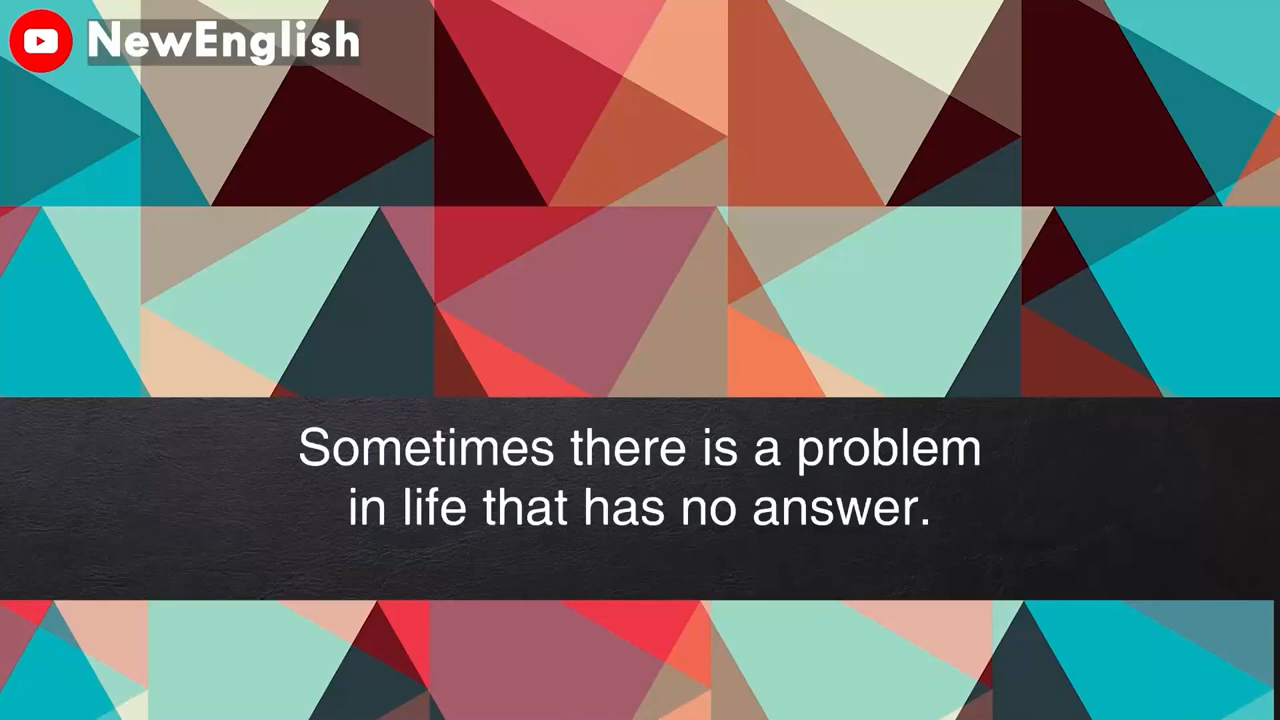 NewEnglish
Sometimes there is a problem
in life that has no answer.